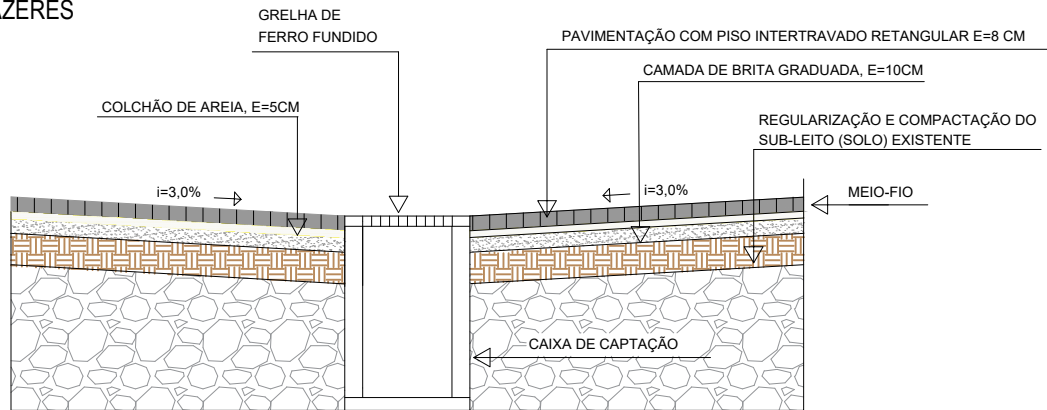 GRELHA DE
FERRO FUNDIDO
PAVIMENTAÇÃO COM PISO INTERTRAVADO RETANGULAR E=8 CM
CAMADA DE BRITA GRADUADA, E=10CM
COLCHÃO DE AREIA, E=5CM
REGULARIZAÇÃO E COMPACTAÇÃO DO
SUB-LEITO (SOLO) EXISTENTE
i=3,0%
i=3,0%
MEIO-FIO
CAIXA DE CAPTAÇÃO